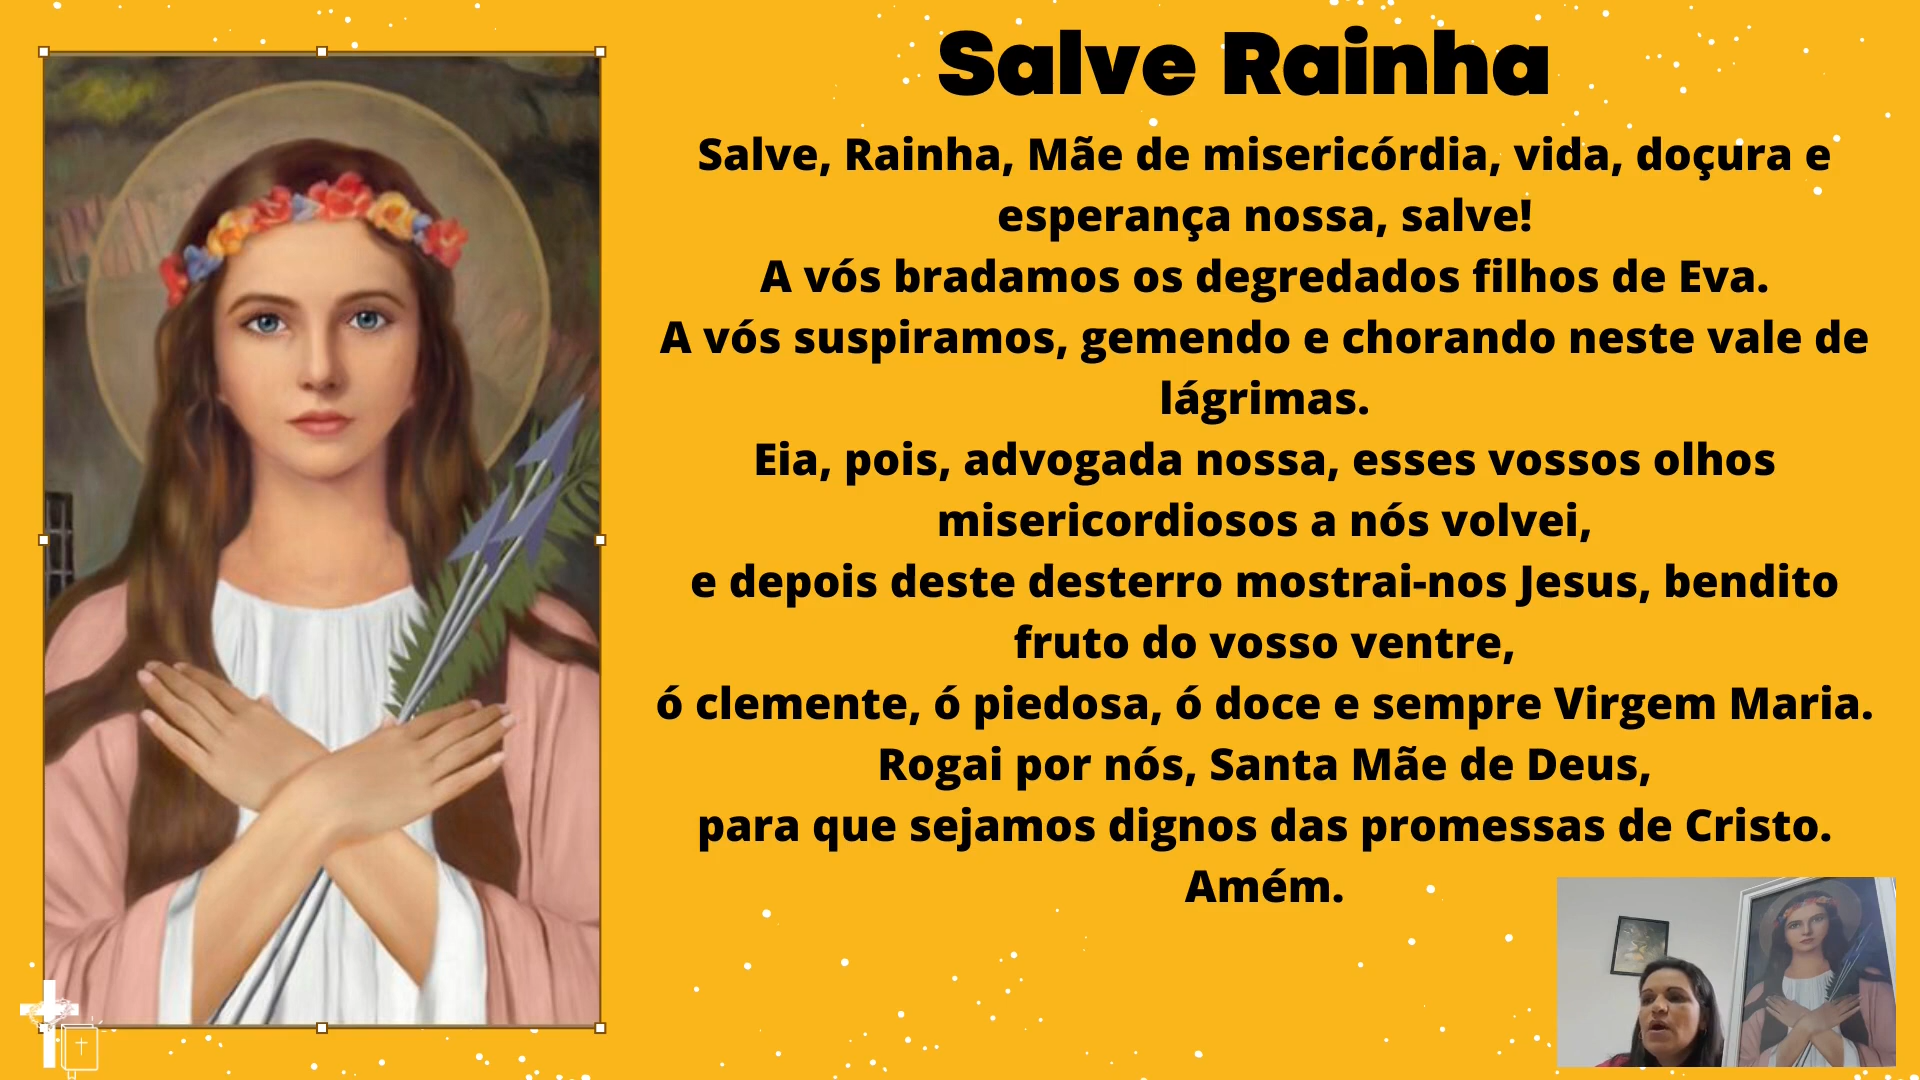 Salve Rainha
Salve, Rainha, Mãe de misericórdia, vida, doçura e
esperança nossa, salve!
A vós bradamos os degredados filhos de Eva.
A vós suspiramos, gemendo e chorando neste vale de
lágrimas.
Eia, pois, advogada nossa, esses vossos olhos
misericordiosos a nós volvei,
e depois deste desterro mostrai-nos Jesus, bendito
fruto do vosso ventre,
ó clemente, ó piedosa, ó doce e sempre Virgem Maria.
Rogai por nós, Santa Mãe de Deus,
para que sejamos dignos das promessas de Cristo.
Amém.